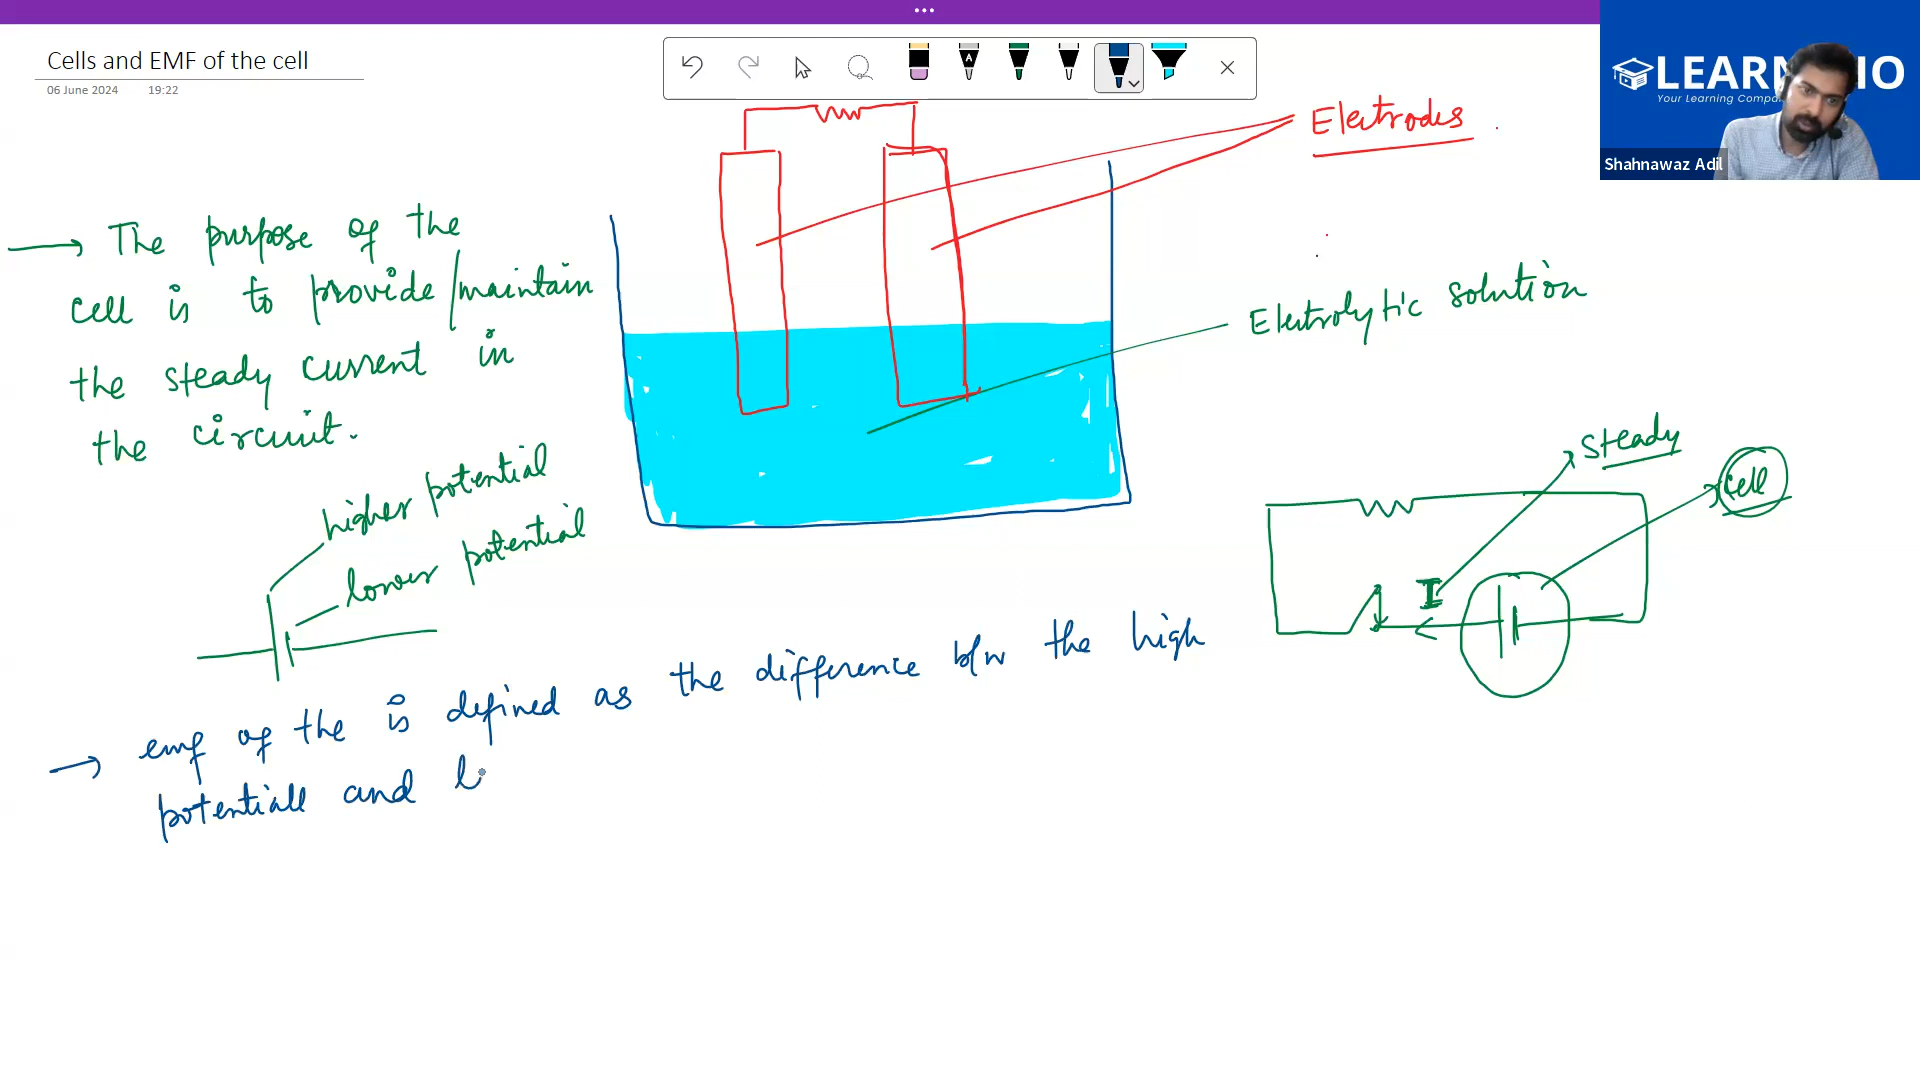 Cells and EMF of the cell
06 June 2024 19:22
LEARN IO
Your Learning Compa
Shahnawaz Adil
Electrodes
→ The purpose of the
cell is to provide/maintain
the steady current in
the circuit.
Electrolytic solution
higher potential
lower potential
Steady
cell
I
→ emf of the is defined as the difference b/w the high
potentiall and l